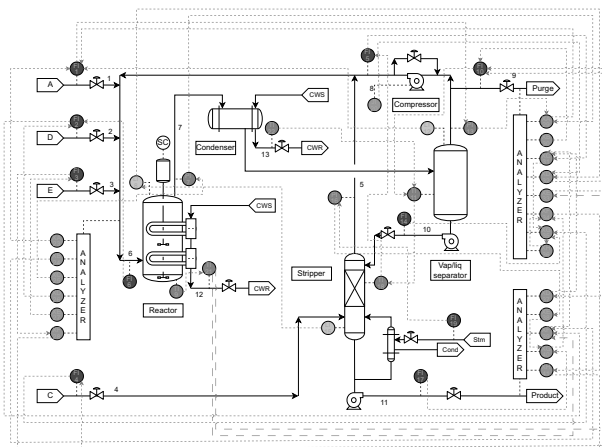 A
1
8
9
Purge
Compressor
CWS
7
D
2
SC
Condenser
13
CWR
A
N
A
L
Y
Z
E
R
E
3
5
CWS
10
A
N
A
L
Y
Z
E
R
6
Stripper
Vap/liq
separator
12
CWR
Reactor
A
N
A
L
Y
Z
E
R
Stm
Cond
C
4
11
Product